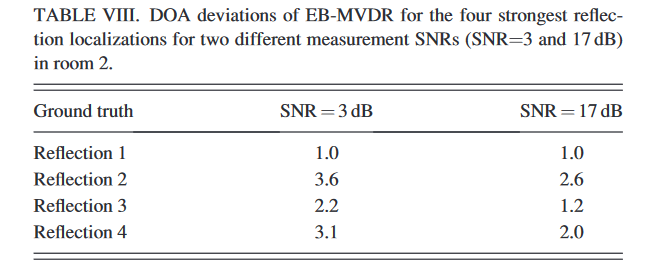 TABLE VIII. DOA deviations of EB-MVDR for the four strongest reflec-
tion localizations for two different measurement SNRs (SNR=3 and 17 dB)
in room 2.
Ground truth SNR = 3 dB SNR = 17 dB
Reflection 1 1.0 1.0
Reflection 2 3.6 2.6
Reflection 3 2.2 1.2
Reflection 4 3.1 2.0